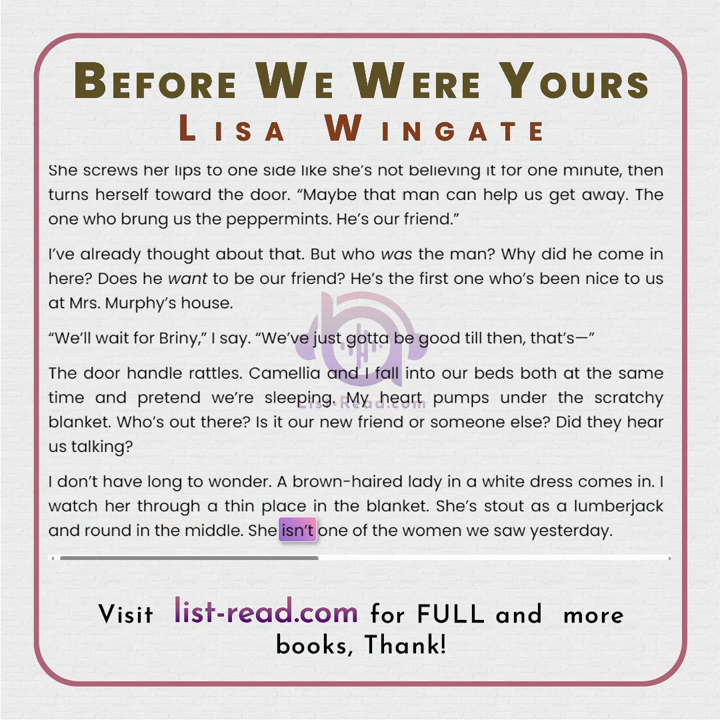 BEFORE WE WERE YOURS
LISA WINGATE
She screws her lips to one side like she's not believing it for one minute, then
turns herself toward the door. “Maybe that man can help us get away. The
one who brung us the peppermints. He's our friend.”
I've already thought about that. But who was the man? Why did he come in
here? Does he want to be our friend? He's the first one who's been nice to us
at Mrs. Murphy's house.
“We'll wait for Briny,” I say. “We've just gotta be good till then, that's—”
The door handle rattles. Camellia and I fall into our beds both at the same
time and pretend we're sleeping. My heart pumps under the scratchy
List-Read.com
blanket. Who's out there? Is it our new friend or someone else? Did they hear
us talking?
I don't have long to wonder. A brown-haired lady in a white dress comes in. I
watch her through a thin place in the blanket. She's stout as a lumberjack
and round in the middle. She isn't one of the women we saw yesterday.
Visit list-read.com for FULL and more
books, Thank!